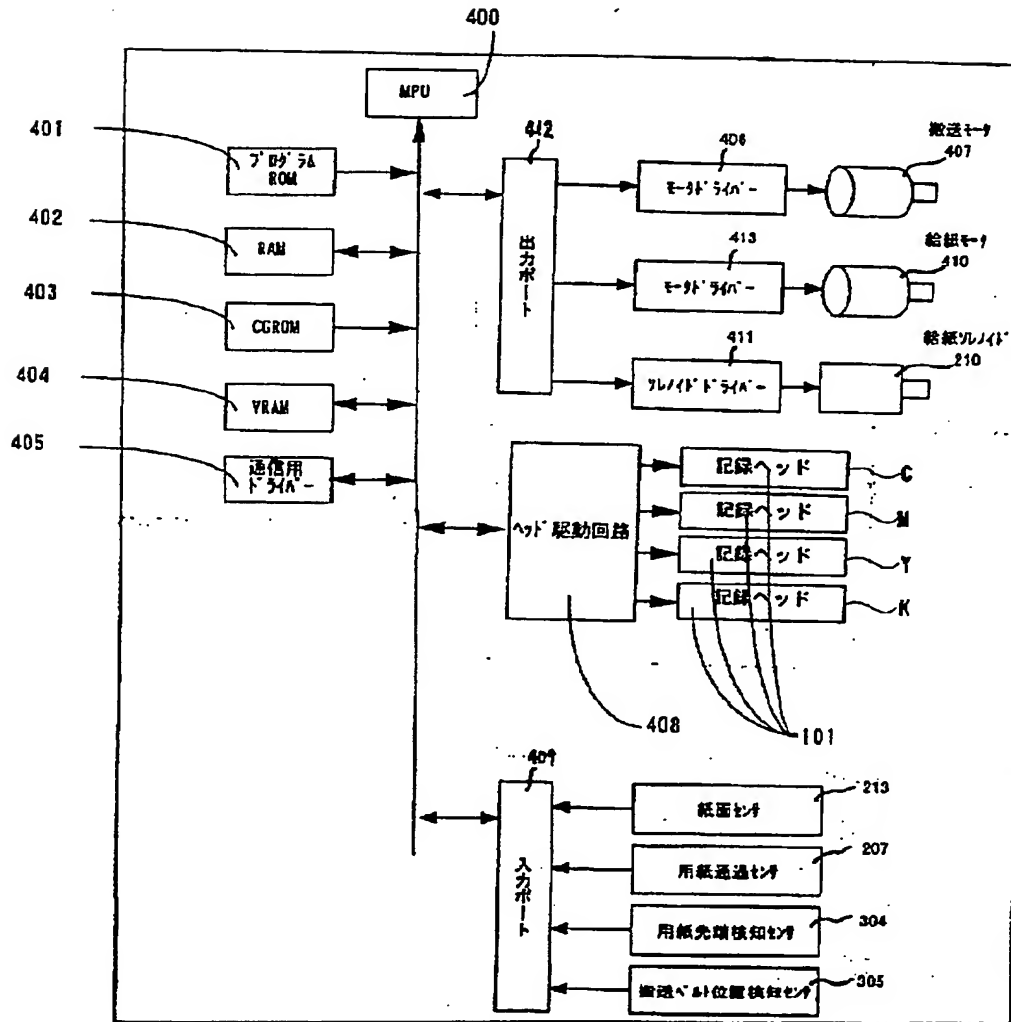 400
MPU
401
プログラム
ROM
402
RAM
403
CGROM
404
VRAM
405
通信用
ドライバー
412
出力ポート
406
モータドライバー
搬送モータ
407
413
モータドライバー
給紙モータ
410
411
ソレノイドドライバー
給紙ソレノイド
210
ヘッド駆動回路
408
記録ヘッド
C
記録ヘッド
M
記録ヘッド
Y
記録ヘッド
K
101
409
入力ポート
紙面センサ
213
用紙通過センサ
207
用紙先端検知センサ
304
搬送ベルト位置検知センサ
305